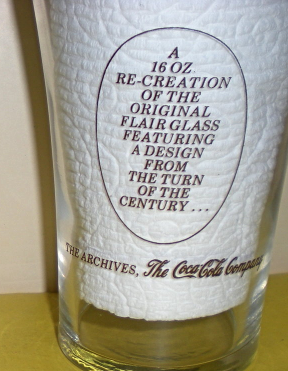 A
16 OZ
RE-CREATION
OF THE
ORIGINAL
FLAIR GLASS
FEATURING
A DESIGN
FROM
THE TURN
OF THE
CENTURY...
THE ARCHIVES, The Coca-Cola Company